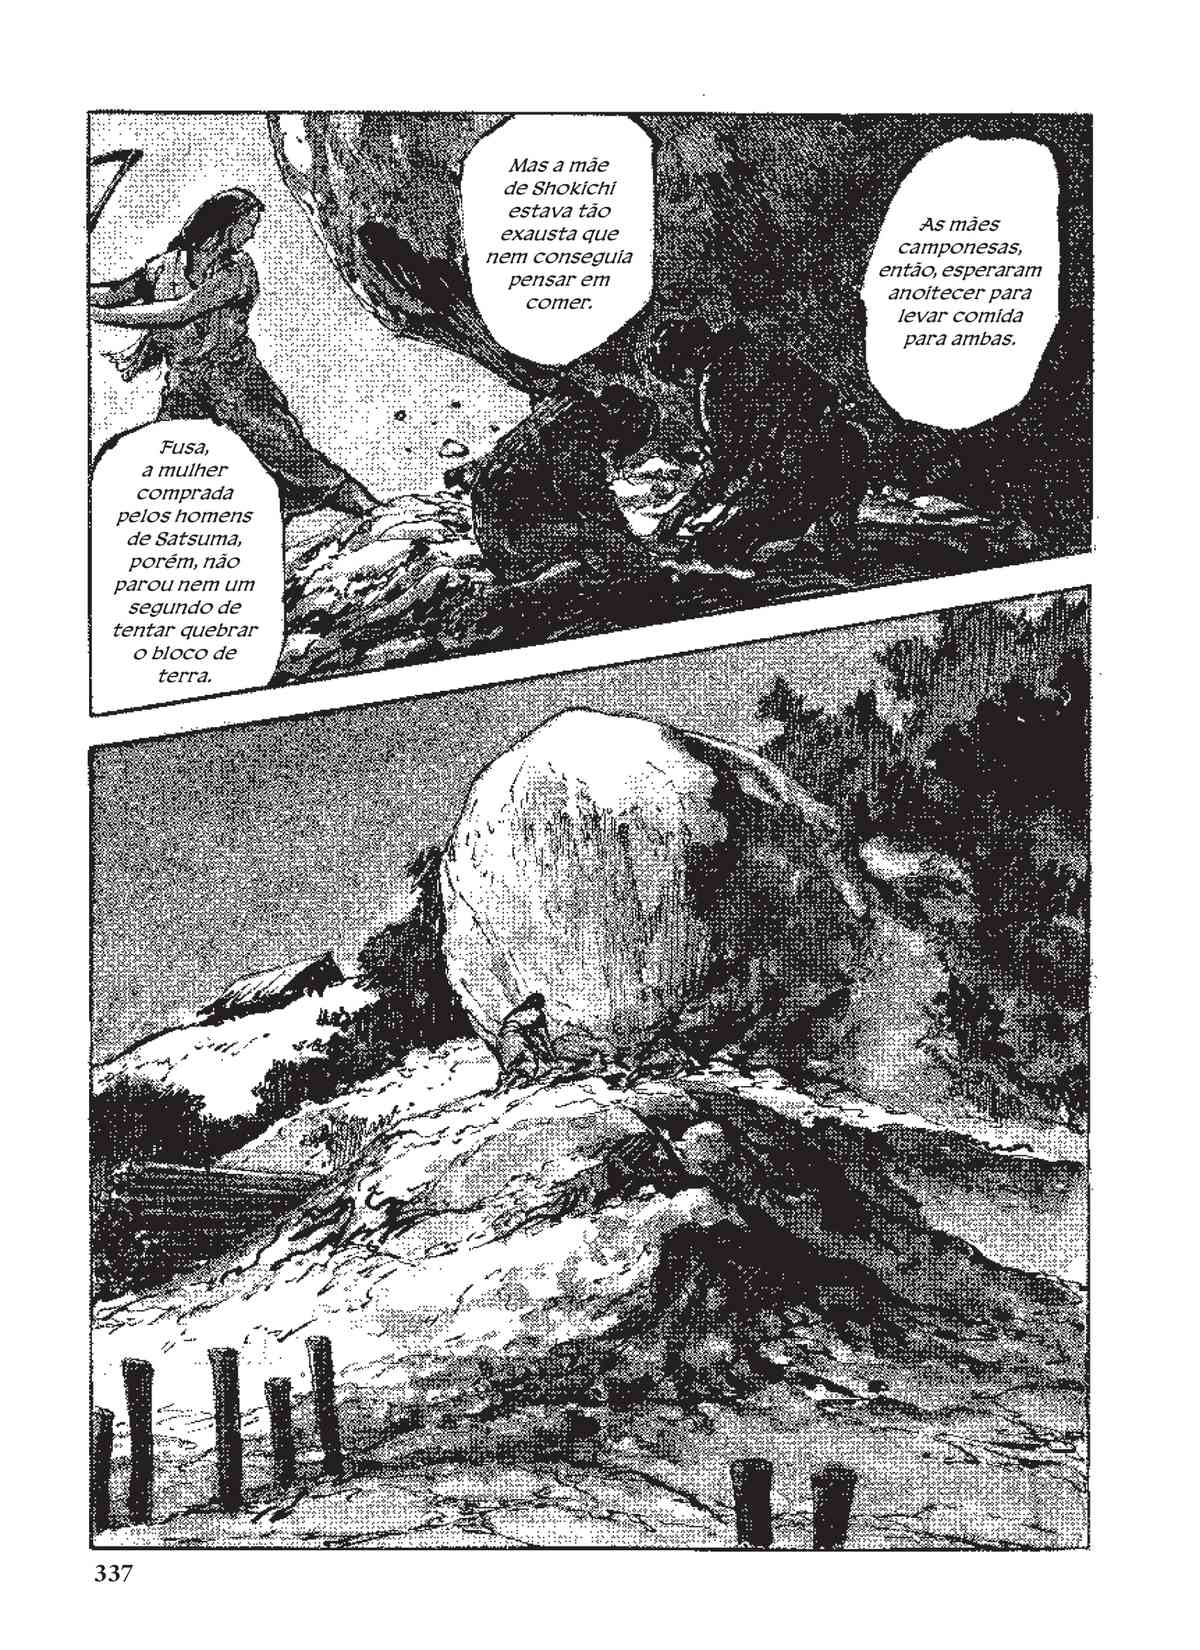 As mães
camponesas,
então, esperaram
anoitecer para
levar comida
para ambas.
Mas a mãe
de Shokichi
estava tão
exausta que
nem conseguia
pensar em
comer.
Fusa,
a mulher
comprada
pelos homens
de Satsuma,
porém, não
parou nem um
segundo de
tentar quebrar
o bloco de
terra.
337